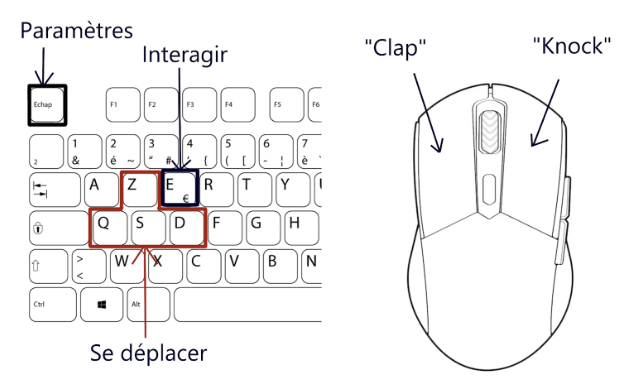 Paramètres
Interagir
"Clap"
"Knock"
Echap F1 F2 F3 F4 F5 F6
2 1 & 2 é ~ 3 " # 4 ' { 5 ( [ 6 - ¦ 7 è `
A Z E € R T Y
Q S D F G H
> < W X C V B N
Ctrl Alt
Se déplacer